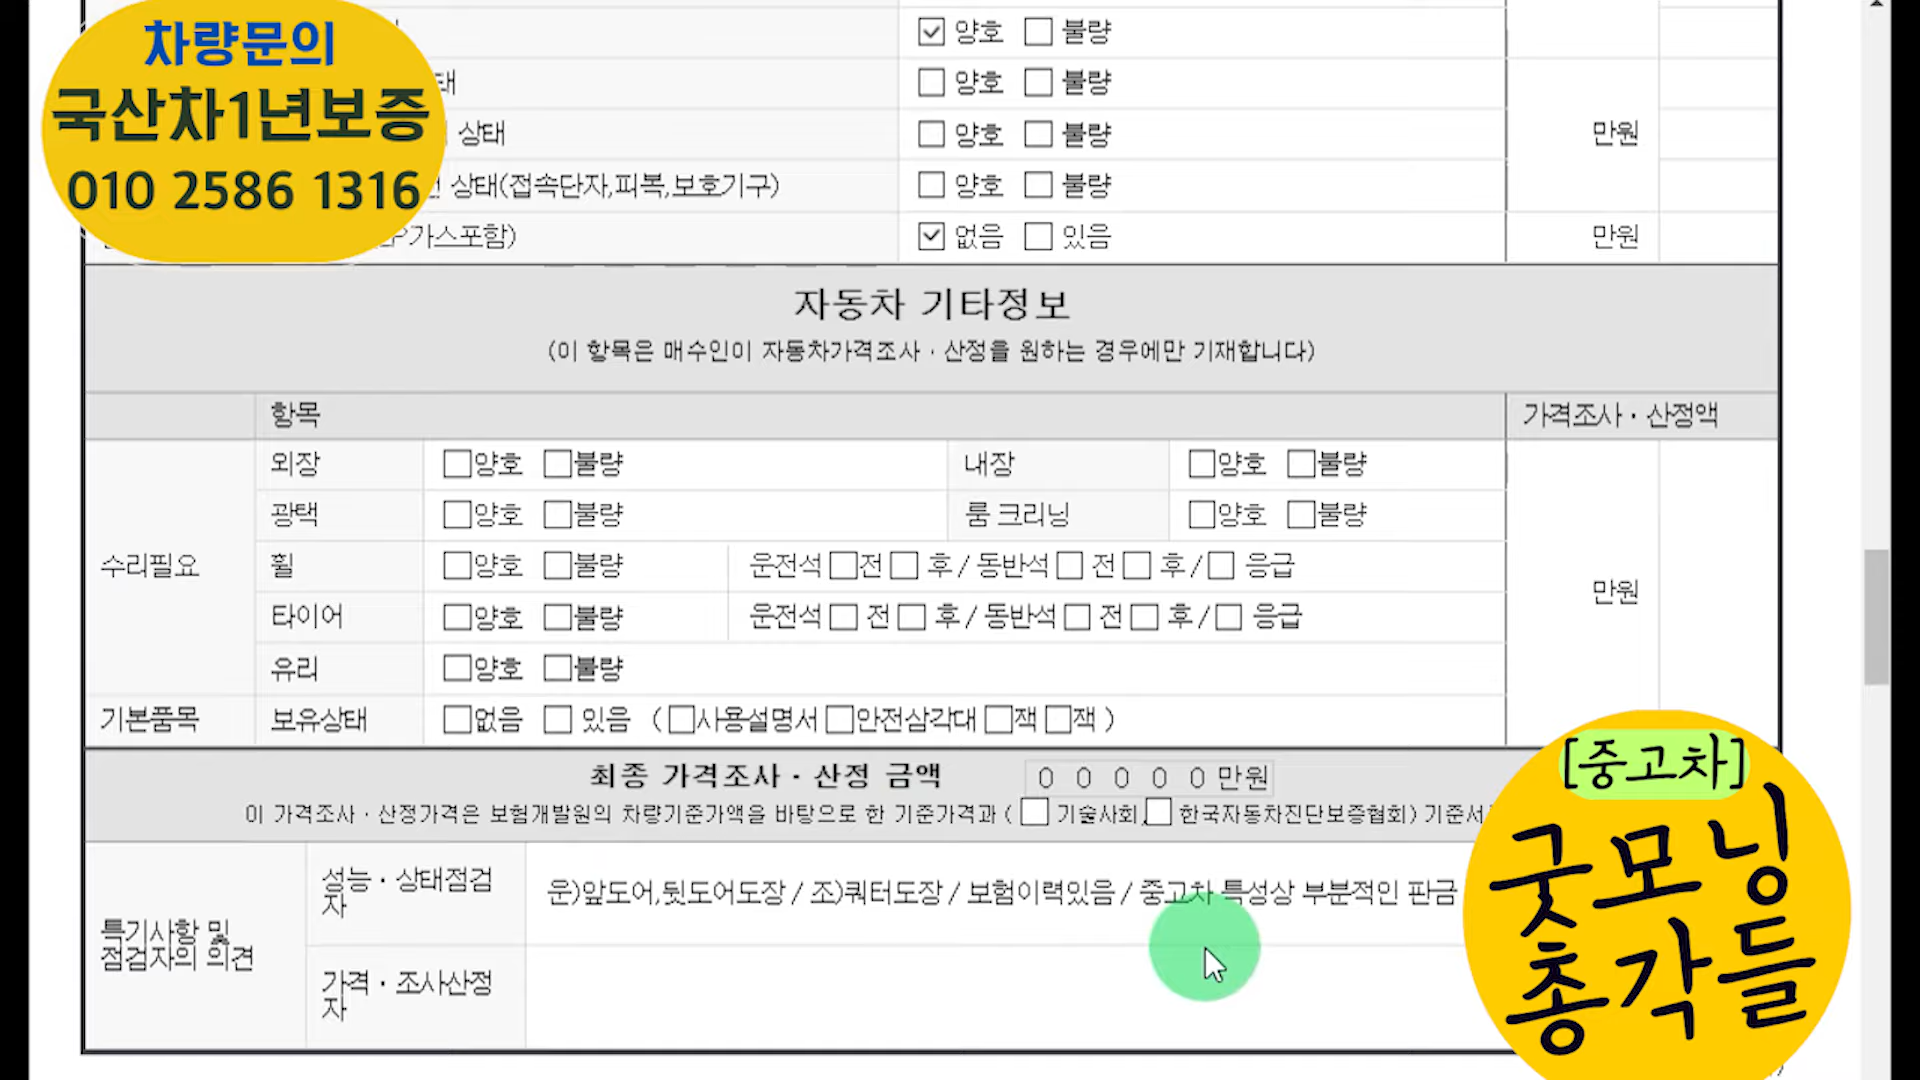 차량문의
국산차1년보증
010 2586 1316
양호 불량
태 양호 불량
상태 양호 불량 만원
상태(접속단자,피복,보호기구) 양호 불량
가스포함) 없음 있음 만원
자동차 기타정보
(이 항목은 매수인이 자동차가격조사 · 산정을 원하는 경우에만 기재합니다)
항목 가격조사 · 산정액
수리필요 만원
외장 양호 불량 내장 양호 불량
광택 양호 불량 룸 크리닝 양호 불량
휠 양호 불량 운전석 전 후 / 동반석 전 후 / 응급
타이어 양호 불량 운전석 전 후 / 동반석 전 후 / 응급
유리 양호 불량
기본품목 보유상태 없음 있음 ( 사용설명서 안전삼각대 잭 잭 )
최종 가격조사 · 산정 금액 0 0 0 0 0 만원
이 가격조사 · 산정가격은 보험개발원의 차량기준가액을 바탕으로 한 기준가격과 ( 기술사회, 한국자동차진단보증협회) 기준서
특기사항 및
점검자의 의견
성능 · 상태점검
자
운)앞도어,뒷도어도장 / 조)쿼터도장 / 보험이력있음 / 중고차 특성상 부분적인 판금
가격 · 조사산정
자
[중고차]
굿모닝
총각들